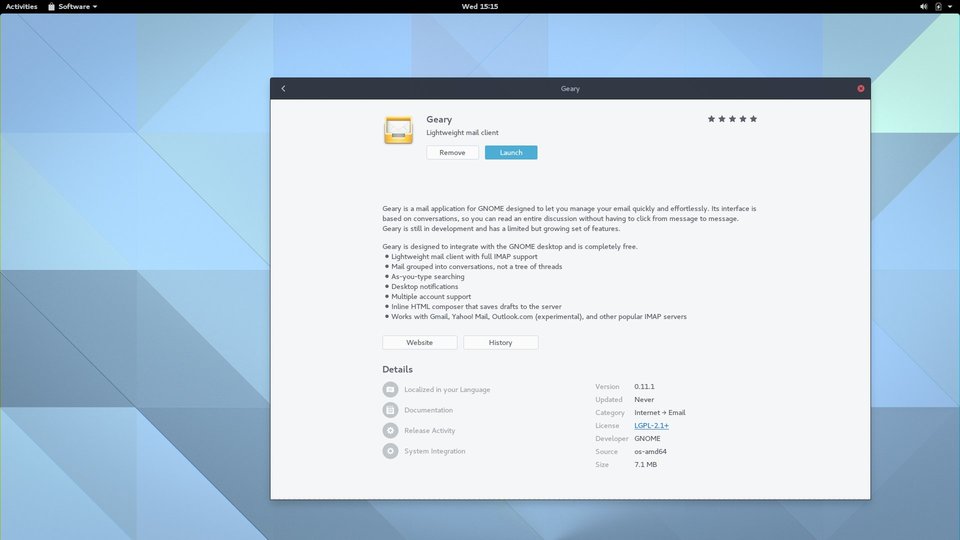 Activities Software Wed 15:15
Geary
Geary
Lightweight mail client
Remove Launch
Geary is a mail application for GNOME designed to let you manage your email quickly and effortlessly. Its interface is
based on conversations, so you can read an entire discussion without having to click from message to message.
Geary is still in development and has a limited but growing set of features.
Geary is designed to integrate with the GNOME desktop and is completely free.
• Lightweight mail client with full IMAP support
• Mail grouped into conversations, not a tree of threads
• As-you-type searching
• Desktop notifications
• Multiple account support
• Inline HTML composer that saves drafts to the server
• Works with Gmail, Yahoo! Mail, Outlook.com (experimental), and other popular IMAP servers
Website History
Details
Localized in your Language
Documentation
Release Activity
System Integration
Version 0.11.1
Updated Never
Category Internet → Email
License LGPL-2.1+
Developer GNOME
Source os-amd64
Size 7.1 MB